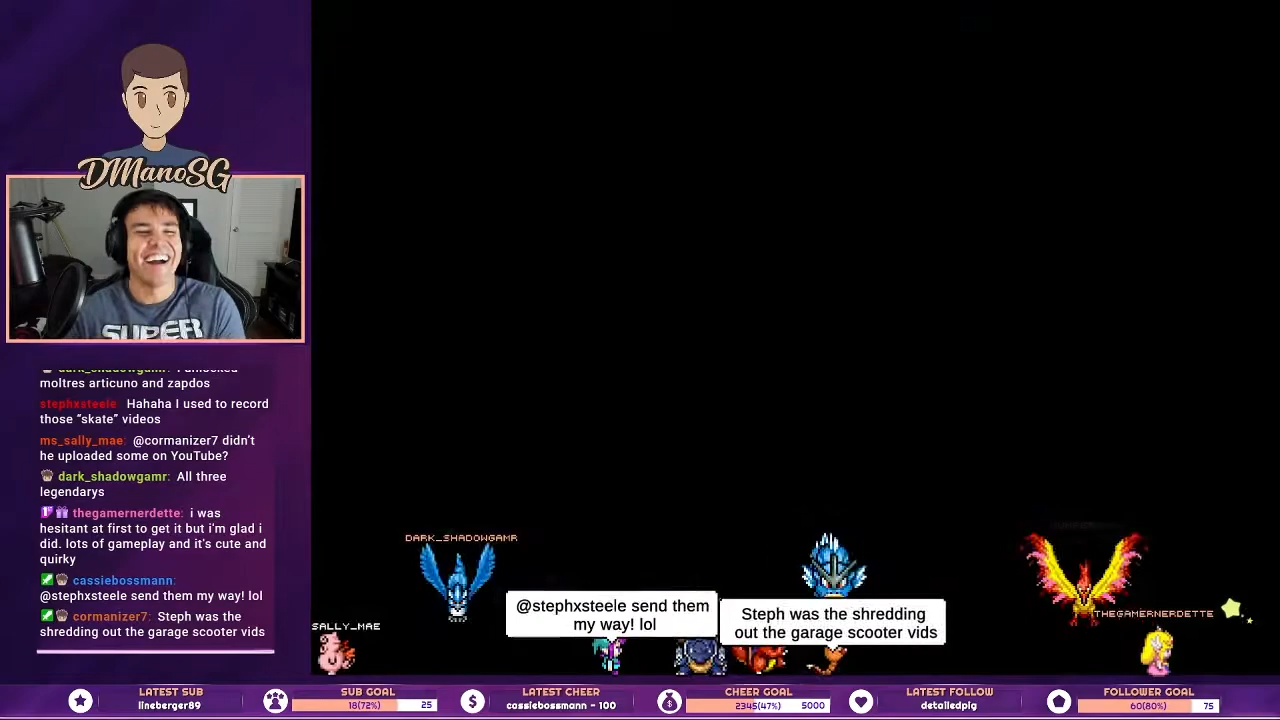 DManoSG
SUPER
dark_shadowgamr: I unlocked
moltres articuno and zapdos
stephxsteele: Hahaha I used to record
those “skate” videos
ms_sally_mae: @cormanizer7 didn’t
he uploaded some on YouTube?
dark_shadowgamr: All three
legendarys
thegamernerdette: i was
hesitant at first to get it but i'm glad i
did. lots of gameplay and it's cute and
quirky
cassiebossmann:
@stephxsteele send them my way! lol
cormanizer7: Steph was the
shredding out the garage scooter vids
DARK_SHADOWGAMR
@stephxsteele send them
my way! lol
Steph was the shredding
out the garage scooter vids
THEGAMERNERDETTE
SALLY_MAE
LATEST SUB
lineberger89
SUB GOAL
18(72%) 25
LATEST CHEER
cassiebossmann - 100
CHEER GOAL
2345(47%) 5000
LATEST FOLLOW
detailedpig
FOLLOWER GOAL
60(80%) 75